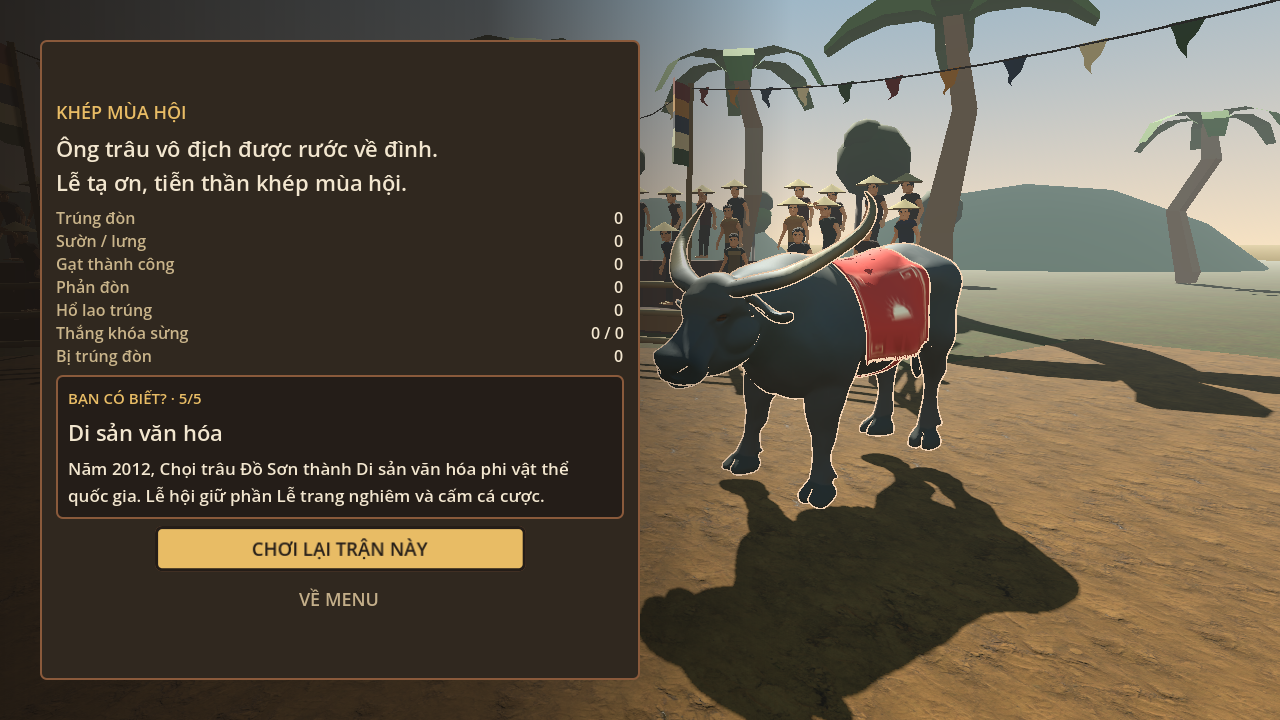 KHÉP MÙA HỘI
Ông trâu vô địch được rước về đình.
Lễ tạ ơn, tiễn thần khép mùa hội.
Trúng đòn 0
Sườn / lưng 0
Gạt thành công 0
Phản đòn 0
Hổ lao trúng 0
Thắng khóa sừng 0 / 0
Bị trúng đòn 0
BẠN CÓ BIẾT? · 5/5
Di sản văn hóa
Năm 2012, Chọi trâu Đồ Sơn thành Di sản văn hóa phi vật thể
quốc gia. Lễ hội giữ phần Lễ trang nghiêm và cấm cá cược.
CHƠI LẠI TRẬN NÀY
VỀ MENU